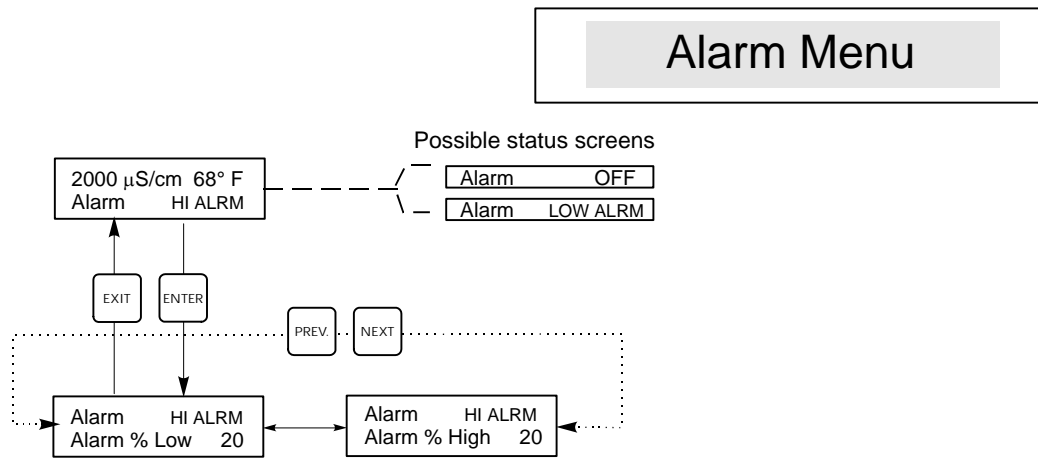 Alarm Menu
Possible status screens
2000 μS/cm 68° F
Alarm HI ALRM
Alarm OFF
Alarm LOW ALRM
EXIT
ENTER
PREV.
NEXT
Alarm HI ALRM
Alarm % Low 20
Alarm HI ALRM
Alarm % High 20